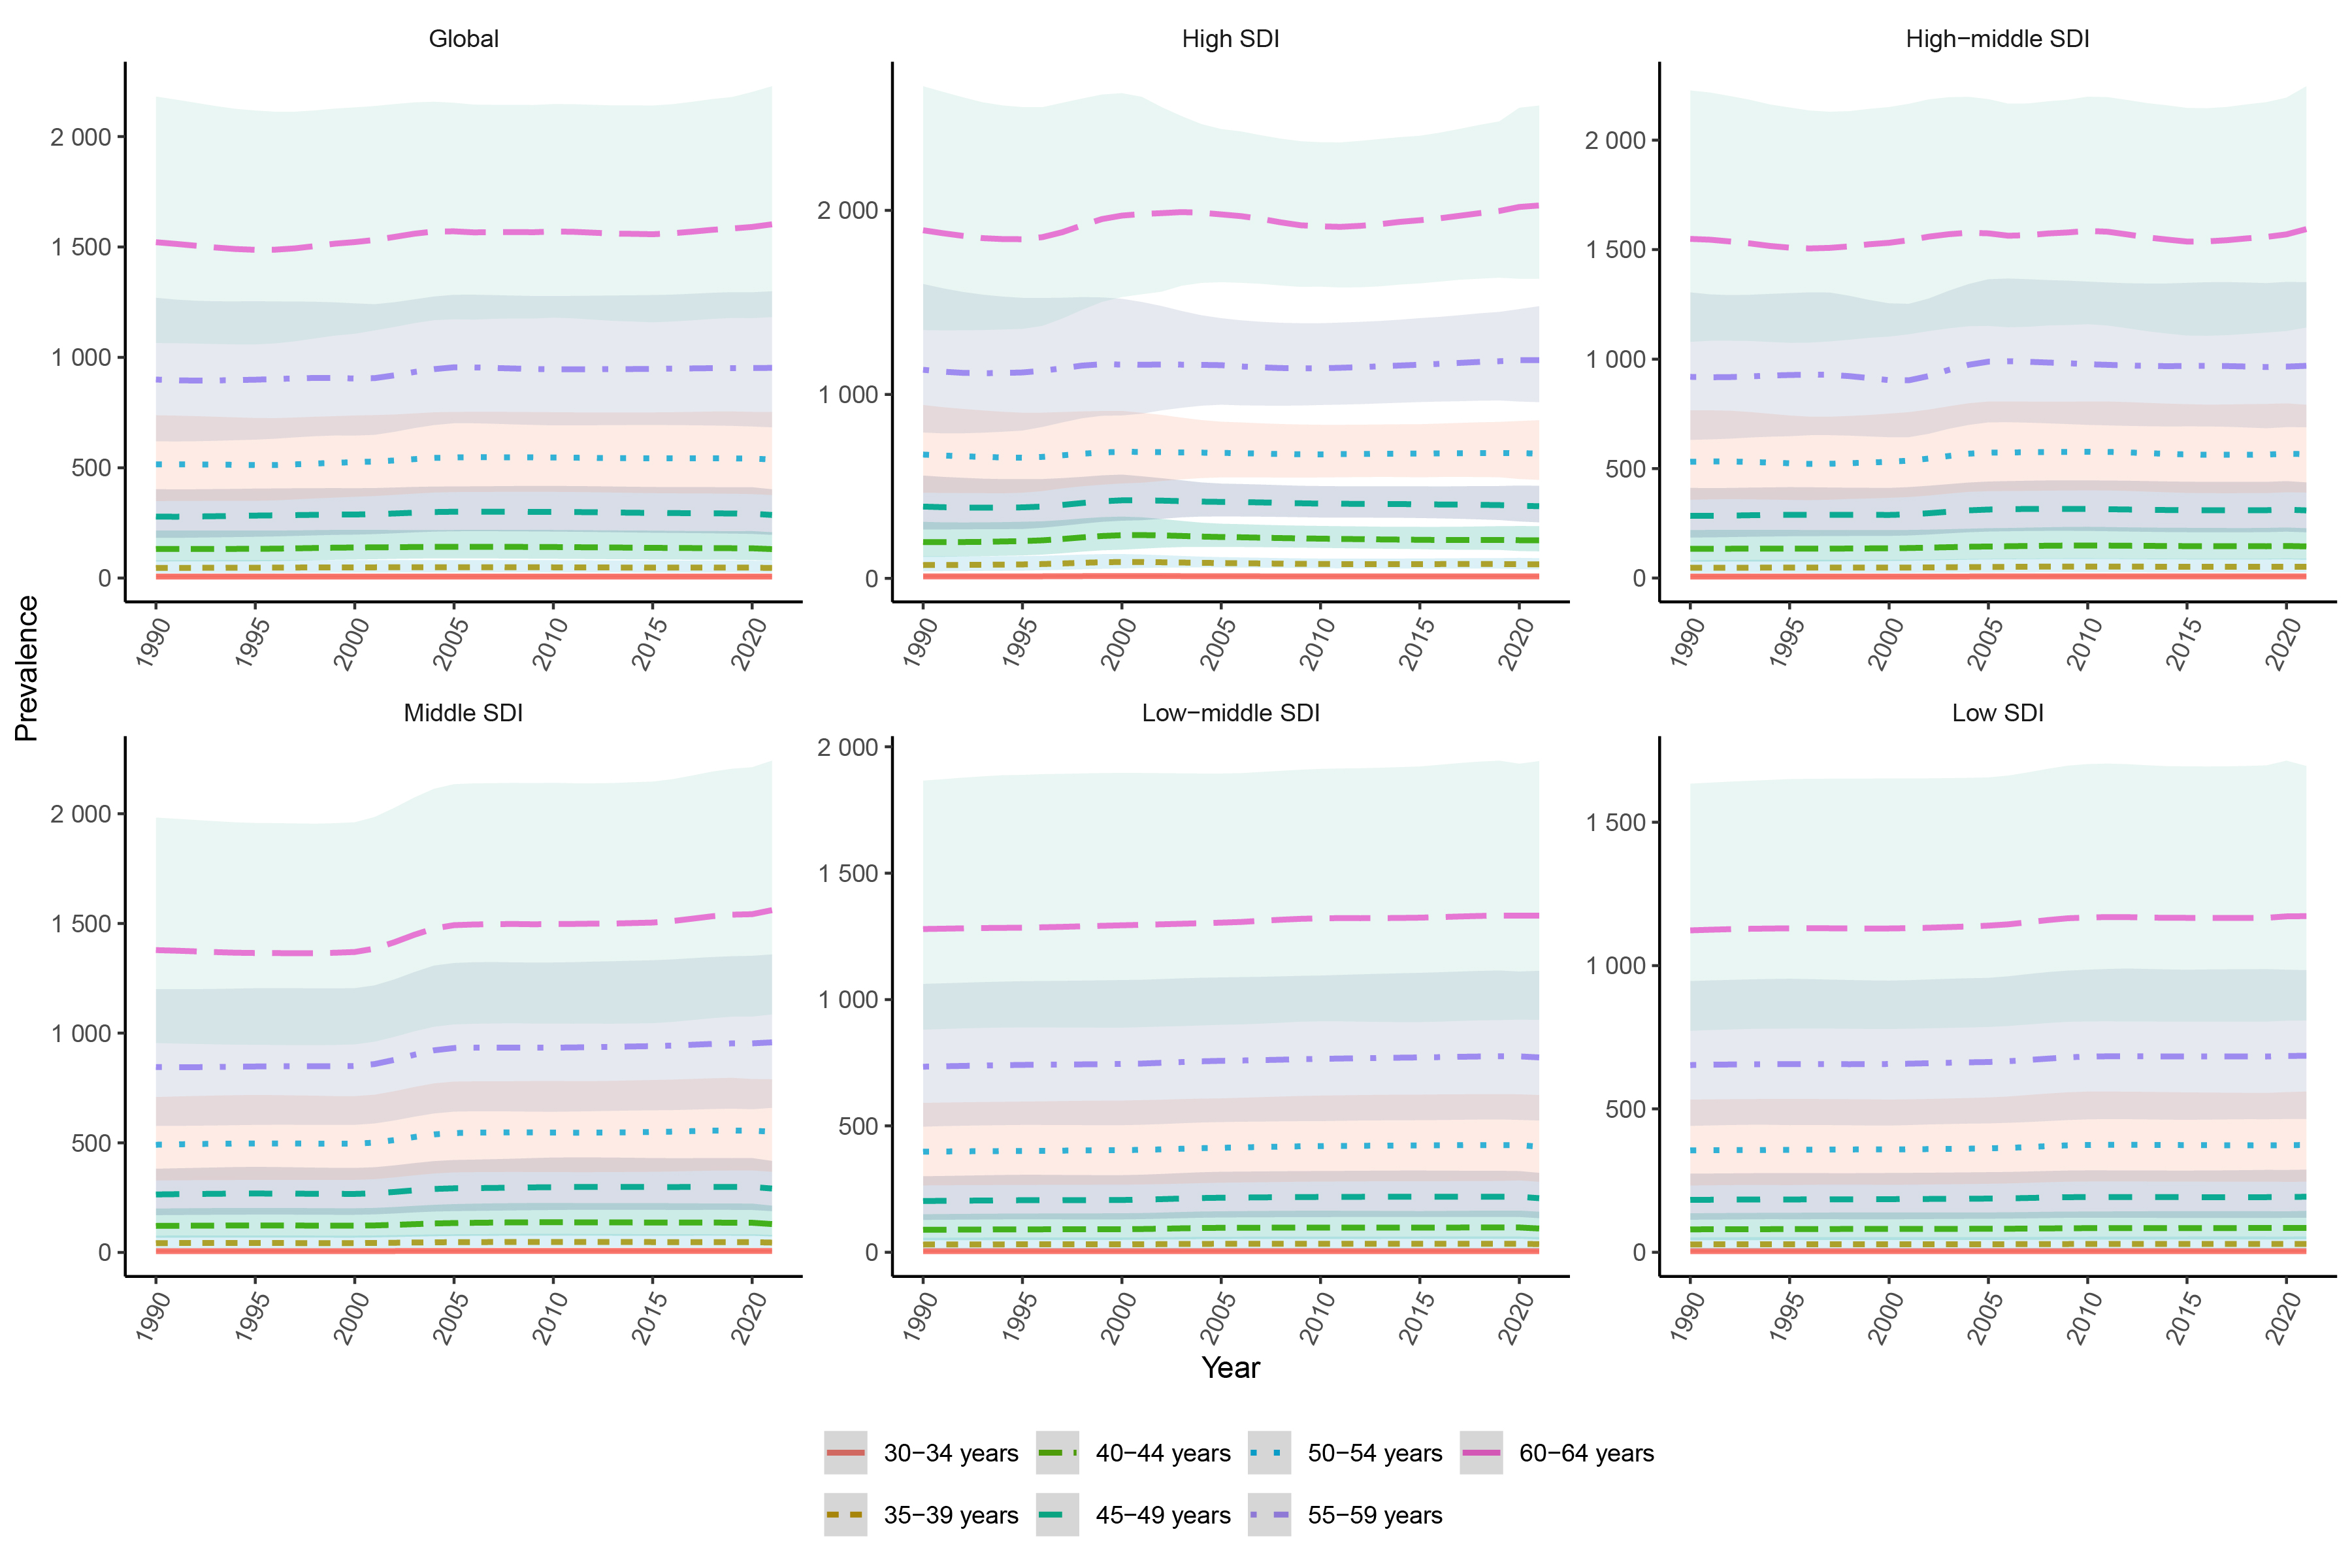 Global
High SDI
High−middle SDI
2 000
1 500
1 000
500
0
2 000
1 000
0
2 000
1 500
1 000
500
0
1990 1995 2000 2005 2010 2015 2020
1990 1995 2000 2005 2010 2015 2020
1990 1995 2000 2005 2010 2015 2020
Prevalence
Middle SDI
Low−middle SDI
Low SDI
2 000
1 500
1 000
500
0
2 000
1 500
1 000
500
0
1 500
1 000
500
0
1990 1995 2000 2005 2010 2015 2020
1990 1995 2000 2005 2010 2015 2020
1990 1995 2000 2005 2010 2015 2020
Year
30−34 years 40−44 years 50−54 years 60−64 years
35−39 years 45−49 years 55−59 years